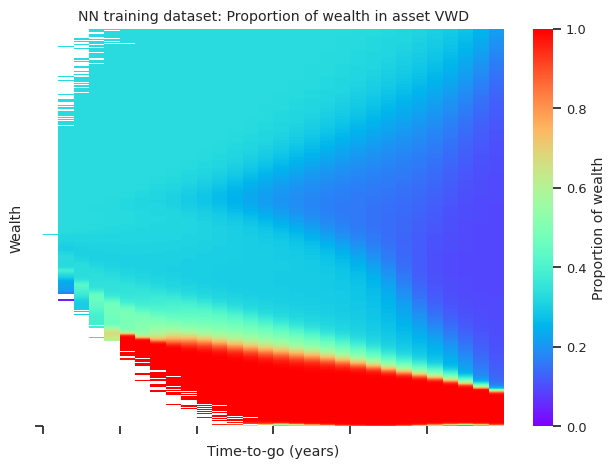 NN training dataset: Proportion of wealth in asset VWD
Wealth
Time-to-go (years)
1.0
0.8
0.6
0.4
0.2
0.0
Proportion of wealth